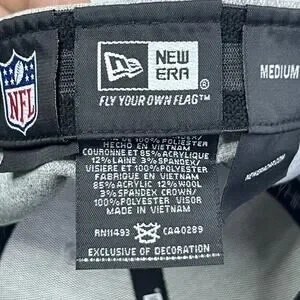 NFL
NEW
ERA®
FLY YOUR OWN FLAG™
MEDIUM
100% POLIESTER
HECHO EN VIETNAM
COURONNE ET 85% ACRYLIQUE
12% LAINE 3% SPANDEX/
VISIERE ET 100% POLYESTER
FABRIQUE EN VIETNAM
85% ACRYLIC 12% WOOL
3% SPANDEX CROWN/
100% POLYESTER VISOR
MADE IN VIETNAM
RN11493 CA40289
EXCLUSIVE OF DECORATION